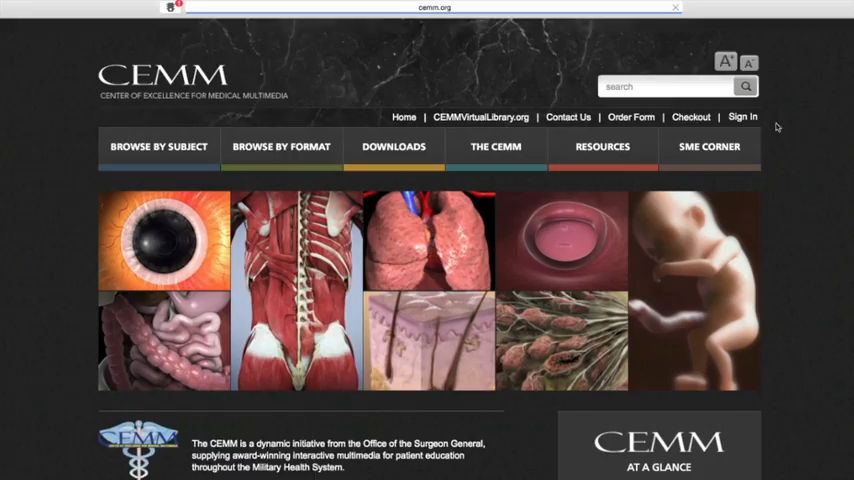 cemm.org
A+ A-
CEMM
CENTER OF EXCELLENCE FOR MEDICAL MULTIMEDIA
search
Home | CEMMVirtualLibrary.org | Contact Us | Order Form | Checkout | Sign In
BROWSE BY SUBJECT BROWSE BY FORMAT DOWNLOADS THE CEMM RESOURCES SME CORNER
CEMM
The CEMM is a dynamic initiative from the Office of the Surgeon General,
supplying award-winning interactive multimedia for patient education
throughout the Military Health System.
CEMM
AT A GLANCE